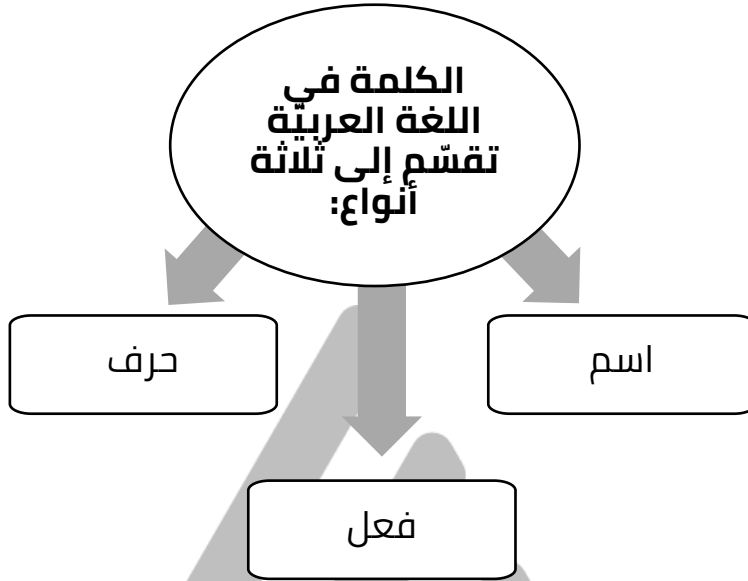 الكلمة في
اللغة العربيّة
تقسّم إلى ثلاثة
أنواع:
اسم
حرف
فعل